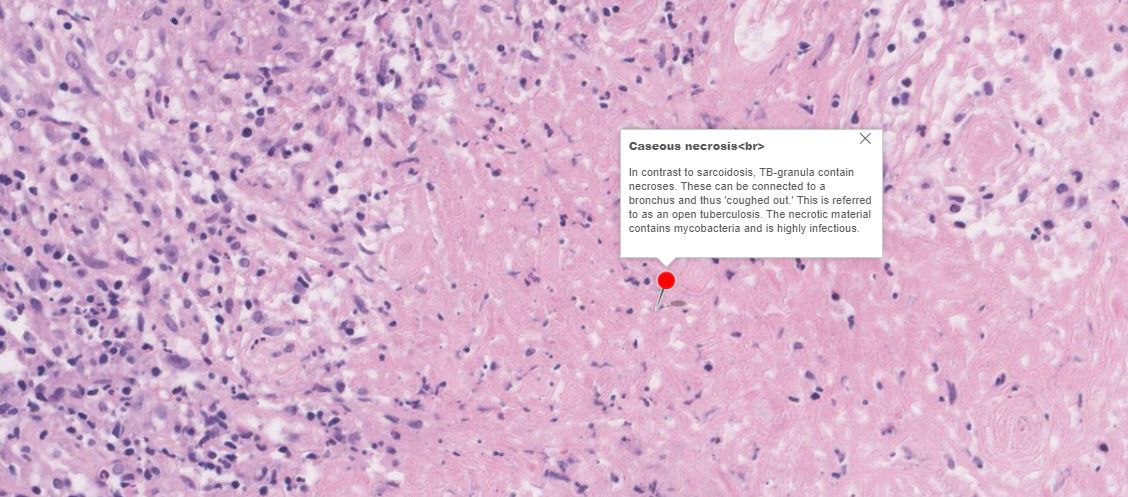 Caseous necrosis<br>
In contrast to sarcoidosis, TB-granula contain
necroses. These can be connected to a
bronchus and thus 'coughed out.' This is referred
to as an open tuberculosis. The necrotic material
contains mycobacteria and is highly infectious.